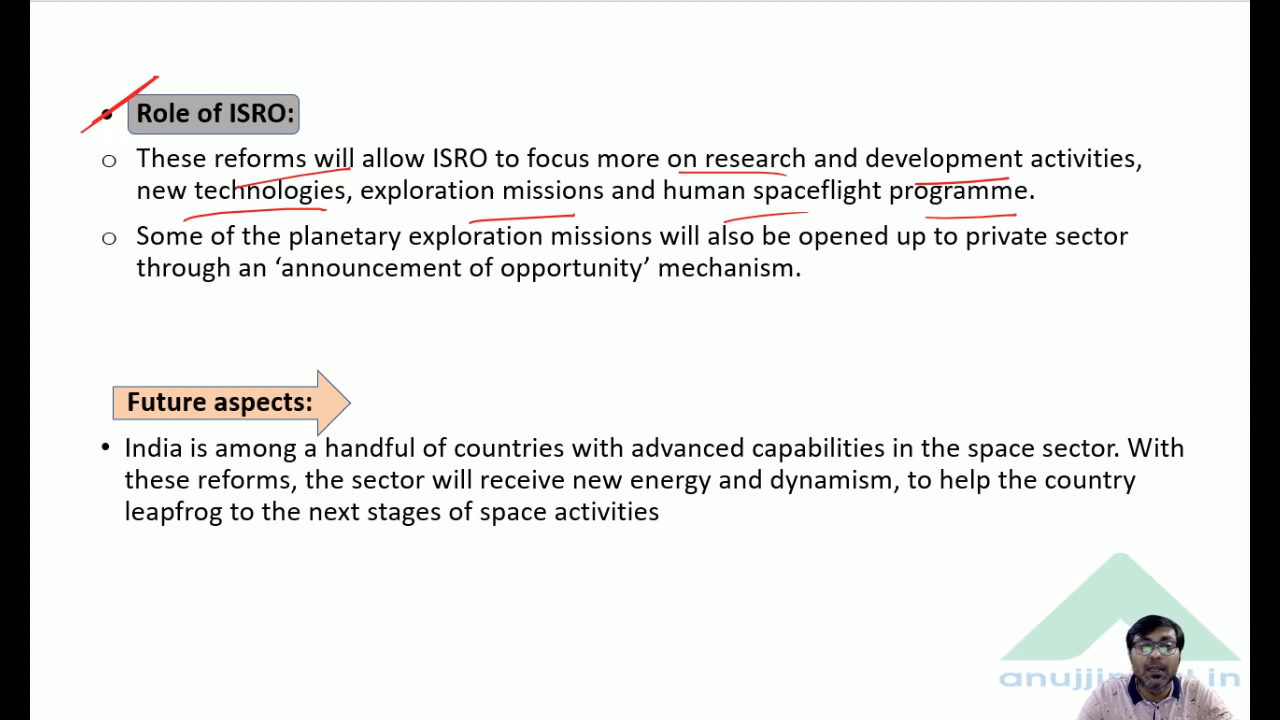 • Role of ISRO:
o These reforms will allow ISRO to focus more on research and development activities,
new technologies, exploration missions and human spaceflight programme.
o Some of the planetary exploration missions will also be opened up to private sector
through an ‘announcement of opportunity’ mechanism.
Future aspects:
• India is among a handful of countries with advanced capabilities in the space sector. With
these reforms, the sector will receive new energy and dynamism, to help the country
leapfrog to the next stages of space activities